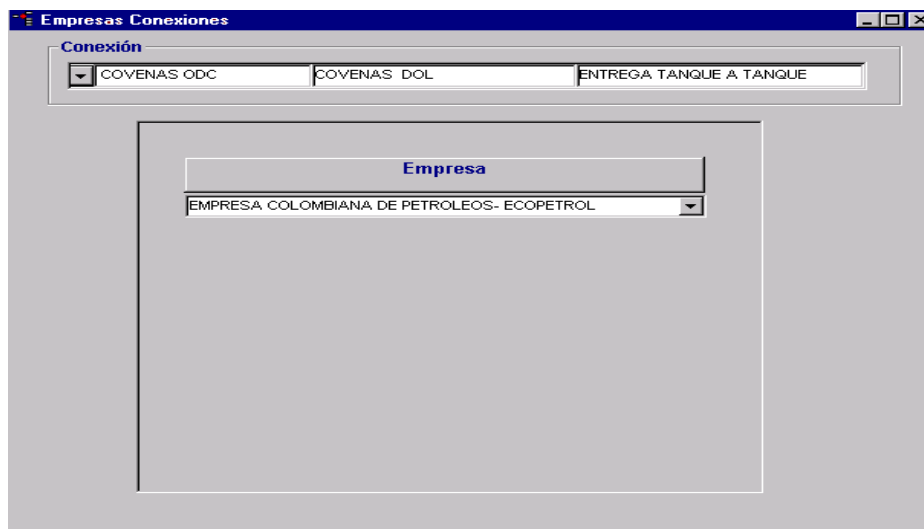 Empresas Conexiones
Conexión
COVENAS ODC COVENAS DOL ENTREGA TANQUE A TANQUE
Empresa
EMPRESA COLOMBIANA DE PETROLEOS- ECOPETROL